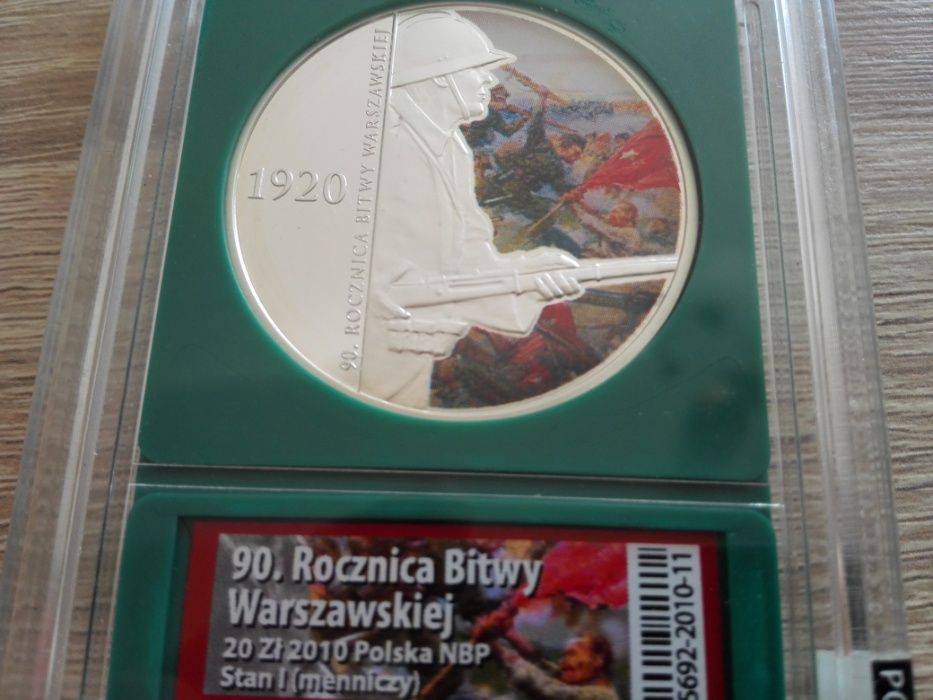 1920
90. ROCZNICA BITWY WARSZAWSKIEJ
90. Rocznica Bitwy
Warszawskiej
20 Zł 2010 Polska NBP
Stan I (menniczy)
5692-2010-11